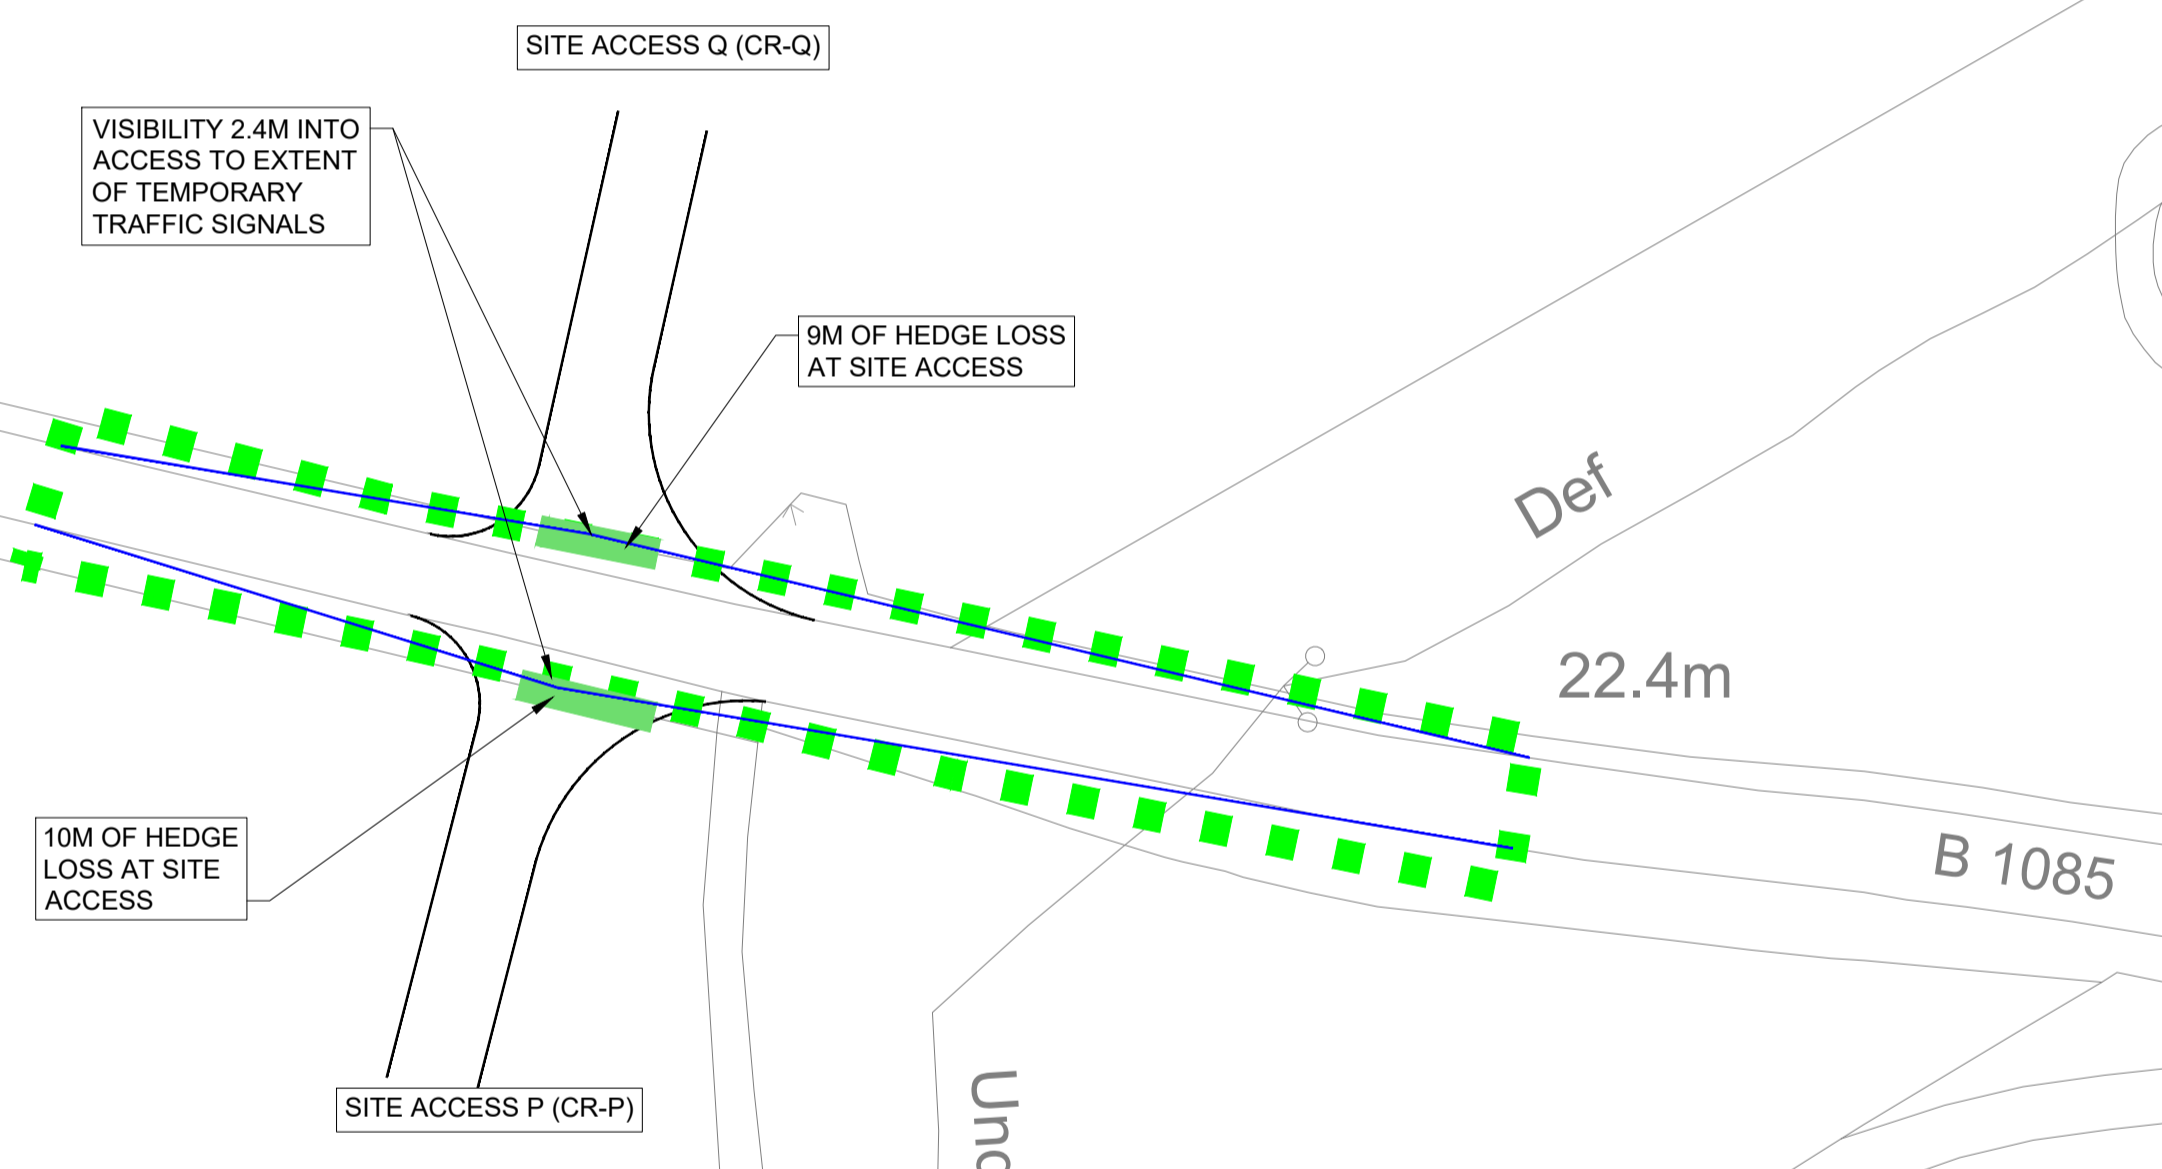 SITE ACCESS Q (CR-Q)
VISIBILITY 2.4M INTO
ACCESS TO EXTENT
OF TEMPORARY
TRAFFIC SIGNALS
9M OF HEDGE LOSS
AT SITE ACCESS
Def
22.4m
B 1085
10M OF HEDGE
LOSS AT SITE
ACCESS
SITE ACCESS P (CR-P)